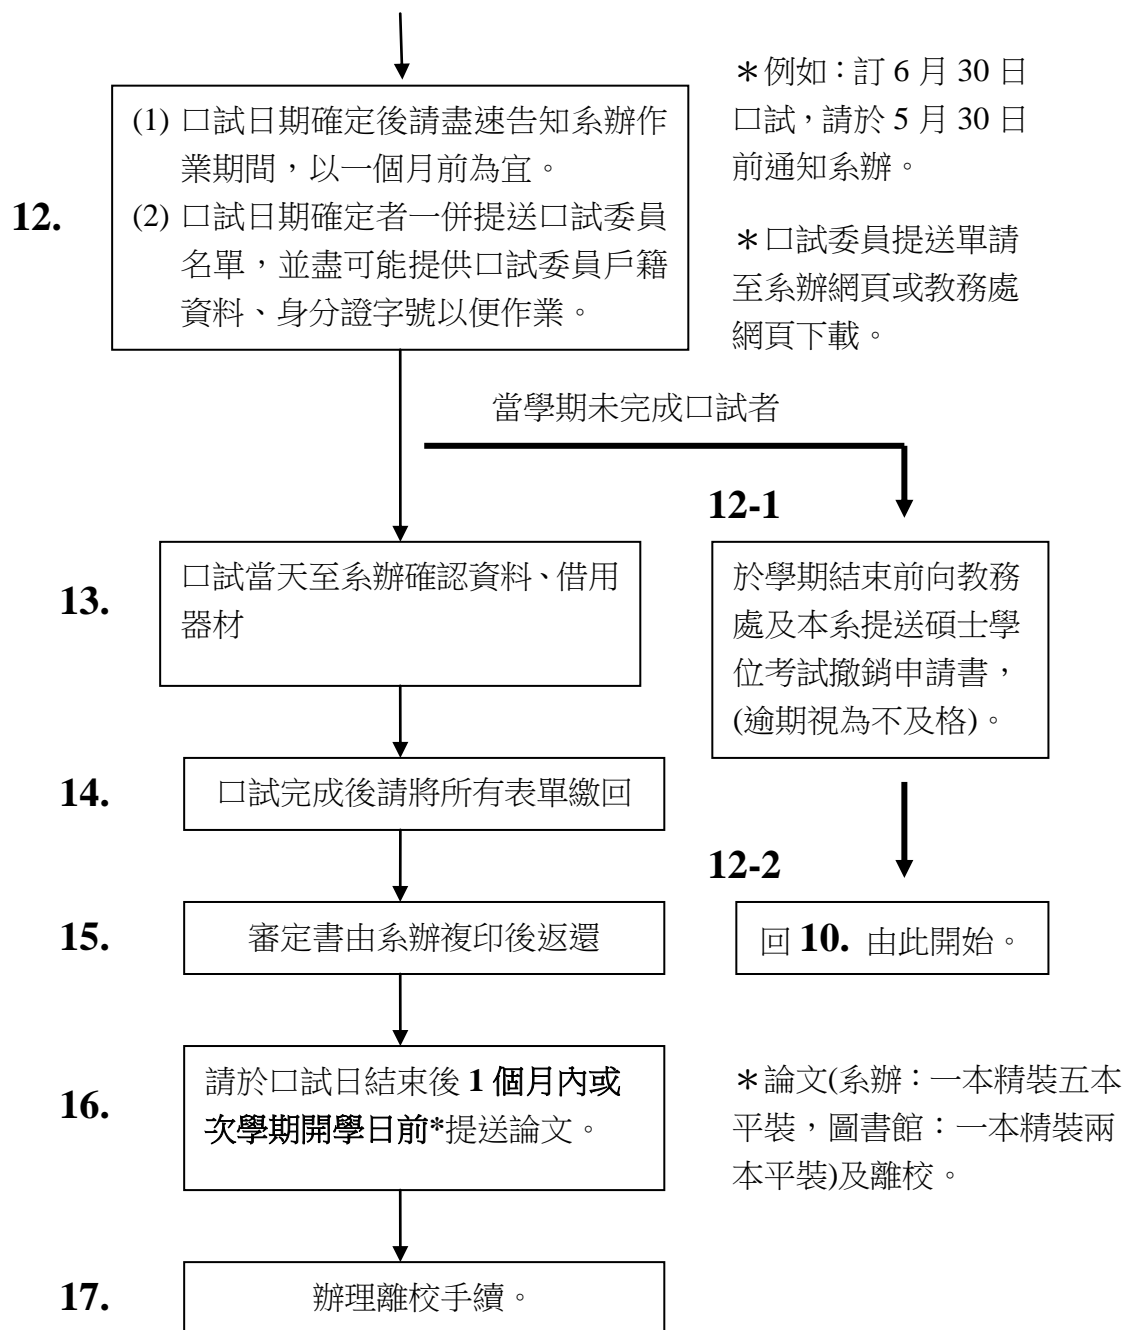 12.
(1) 口試日期確定後請盡速告知系辦作
業期間，以一個月前為宜。
(2) 口試日期確定者一併提送口試委員
名單，並盡可能提供口試委員戶籍
資料、身分證字號以便作業。
＊例如：訂 6 月 30 日
口試，請於 5 月 30 日
前通知系辦。
＊口試委員提送單請
至系辦網頁或教務處
網頁下載。
當學期未完成口試者
12-1
於學期結束前向教務
處及本系提送碩士學
位考試撤銷申請書，
(逾期視為不及格)。
12-2
回 10. 由此開始。
13.
口試當天至系辦確認資料、借用
器材
14.
口試完成後請將所有表單繳回
15.
審定書由系辦複印後返還
16.
請於口試日結束後 1 個月內或
次學期開學日前*提送論文。
＊論文(系辦：一本精裝五本
平裝，圖書館：一本精裝兩
本平裝)及離校。
17.
辦理離校手續。